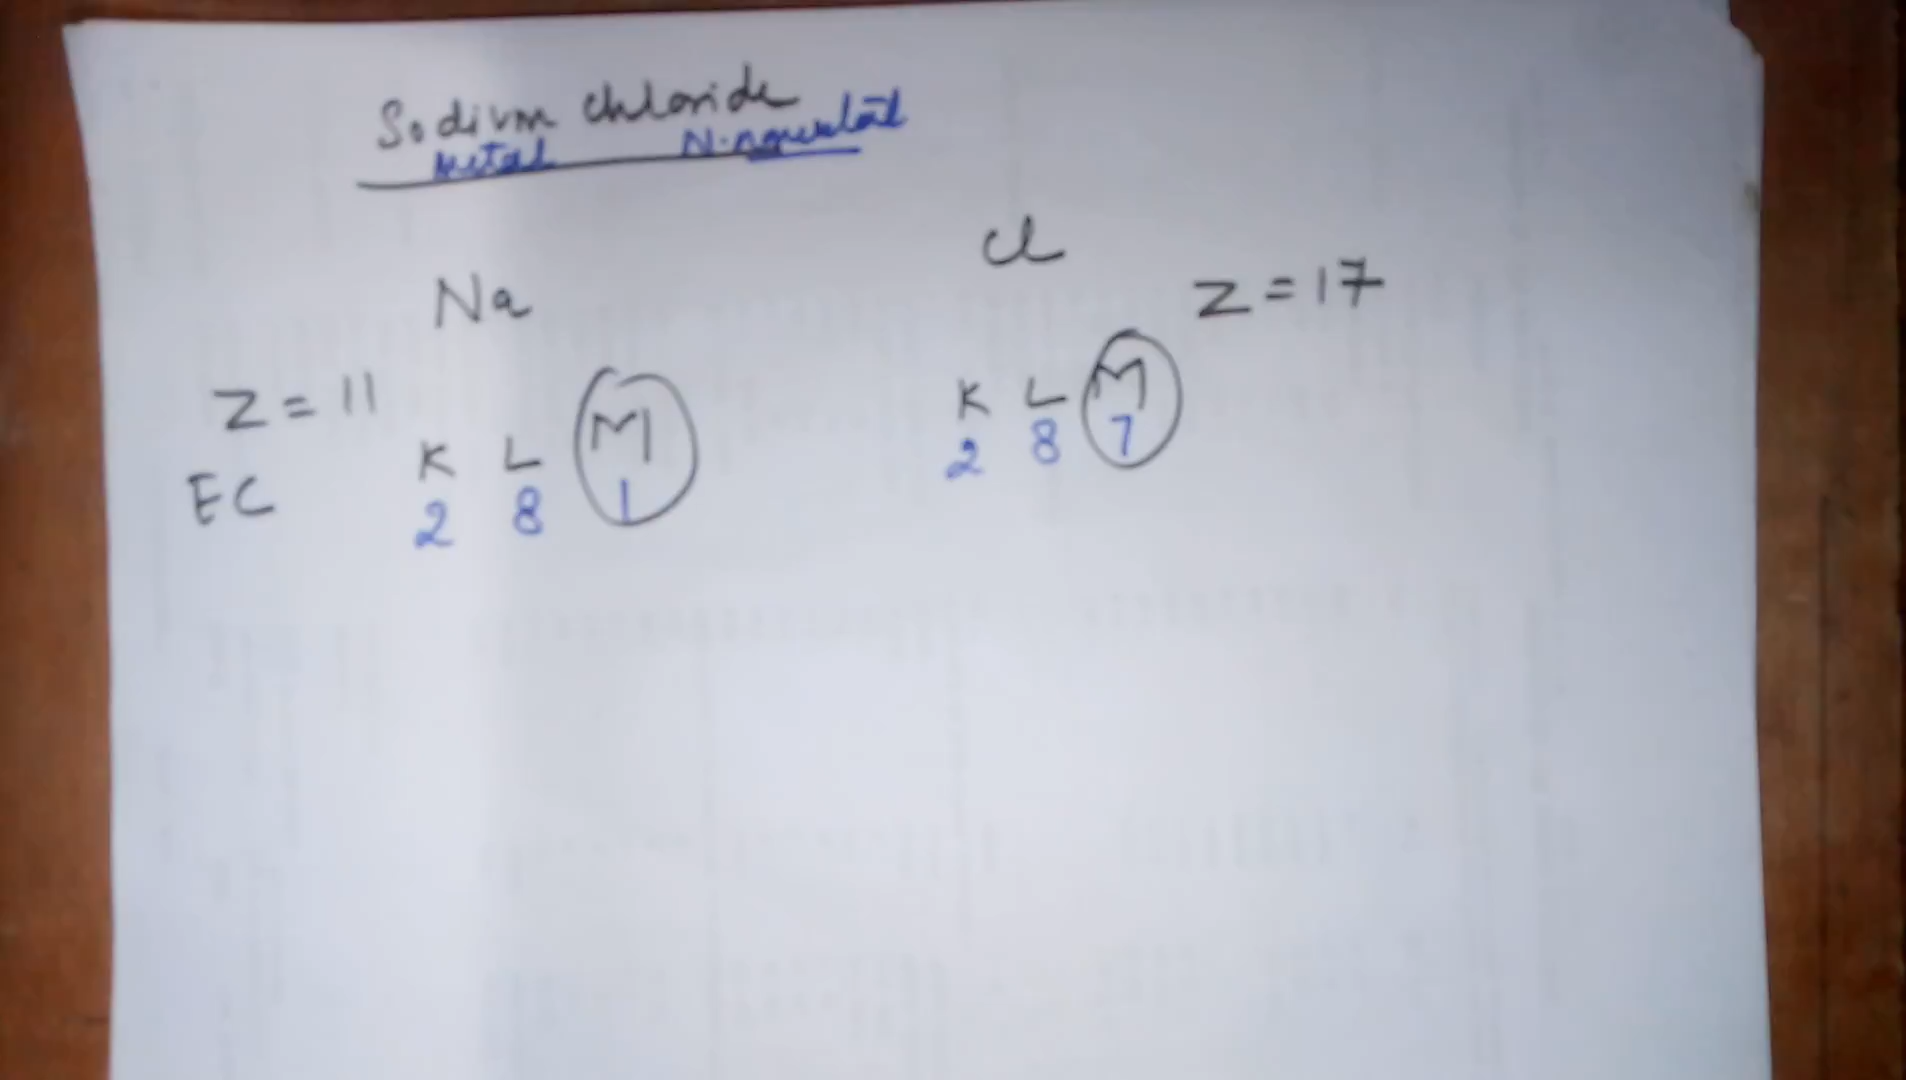 Sodium chloride
Metal N.
Na
Cl
Z = 11
Z = 17
EC
K L M
2 8 1
K L M
2 8 7